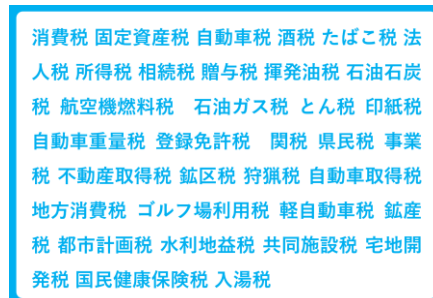 消費税 固定資産税 自動車税 酒税 たばこ税 法
人税 所得税 相続税 贈与税 揮発油税 石油石炭
税 航空機燃料税　石油ガス税 とん税 印紙税
自動車重量税 登録免許税　関税 県民税 事業
税 不動産取得税 鉱区税 狩猟税 自動車取得税
地方消費税 ゴルフ場利用税 軽自動車税 鉱産
税 都市計画税 水利地益税 共同施設税 宅地開
発税 国民健康保険税 入湯税